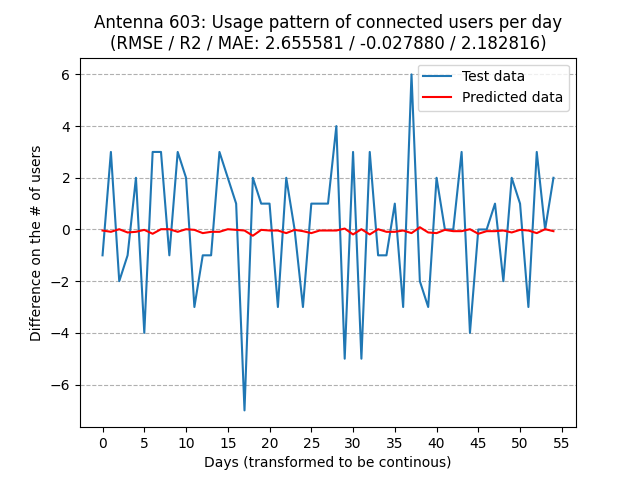 Antenna 603: Usage pattern of connected users per day
(RMSE / R2 / MAE: 2.655581 / -0.027880 / 2.182816)
Test data
Predicted data
Difference on the # of users
6
4
2
0
−2
−4
−6
0 5 10 15 20 25 30 35 40 45 50 55
Days (transformed to be continous)